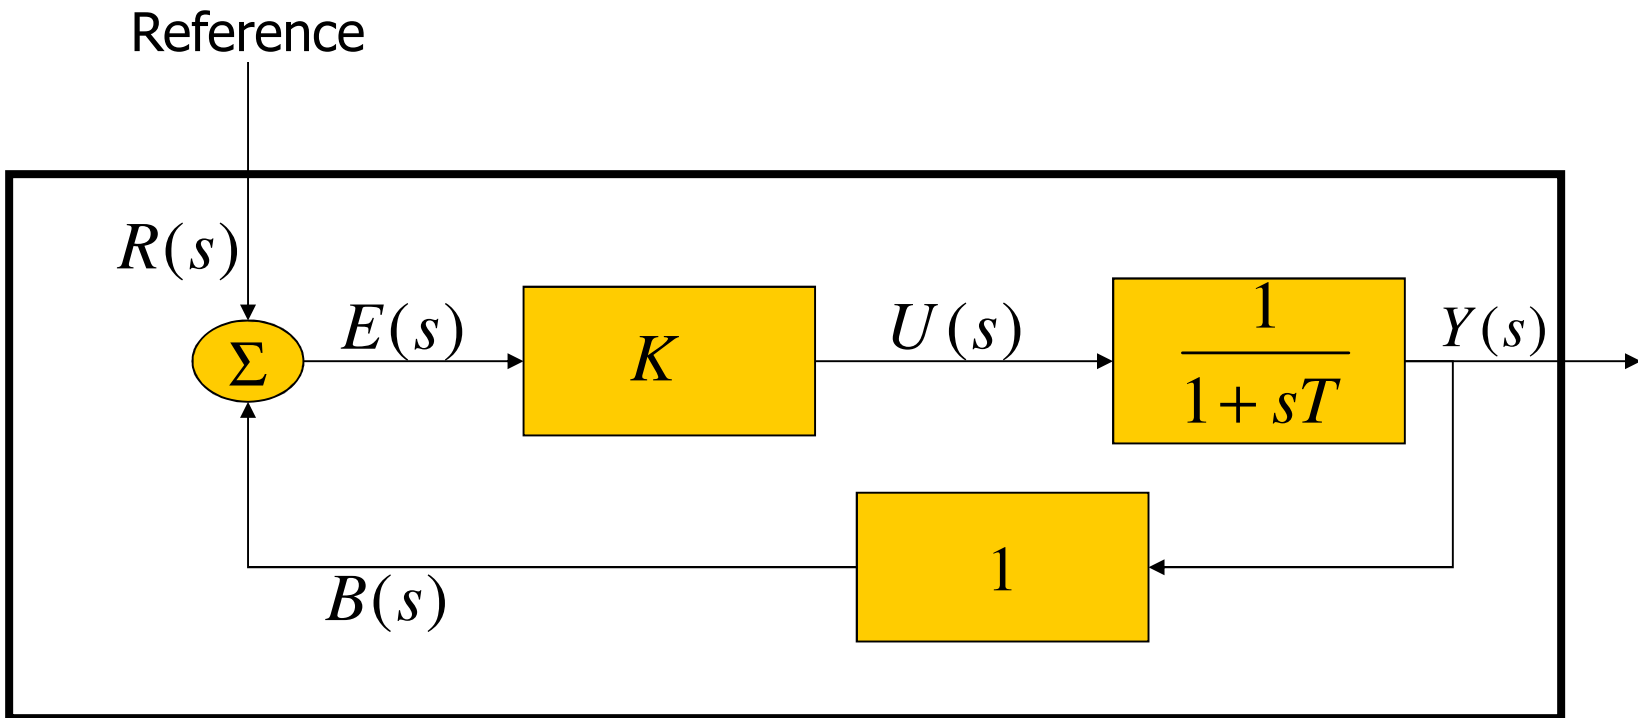 Reference
R(s)
Σ
E(s)
K
U(s)
1
1+ sT
Y(s)
1
B(s)